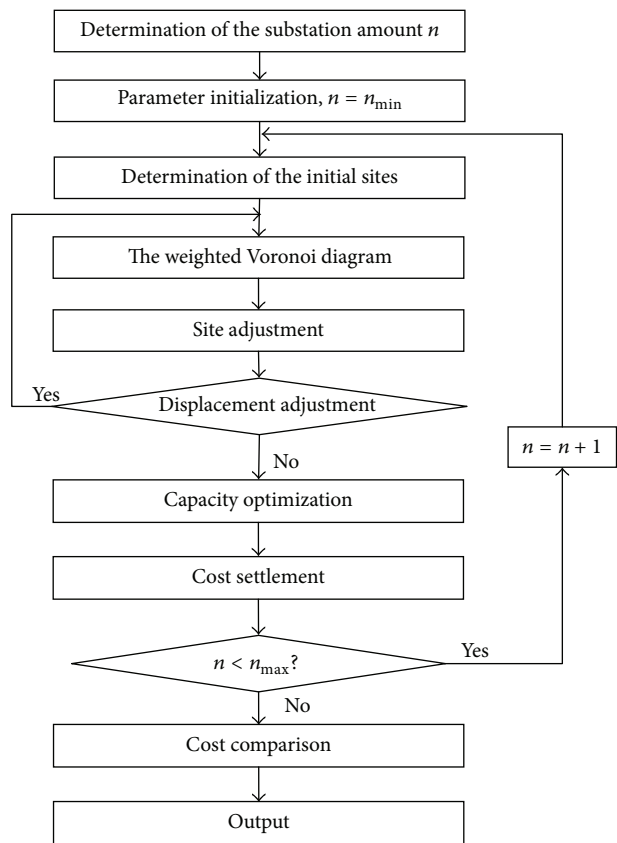 Determination of the substation amount n
Parameter initialization, n = n_min
Determination of the initial sites
The weighted Voronoi diagram
Site adjustment
Yes
Displacement adjustment
n = n + 1
No
Capacity optimization
Cost settlement
n < n_max?
Yes
No
Cost comparison
Output